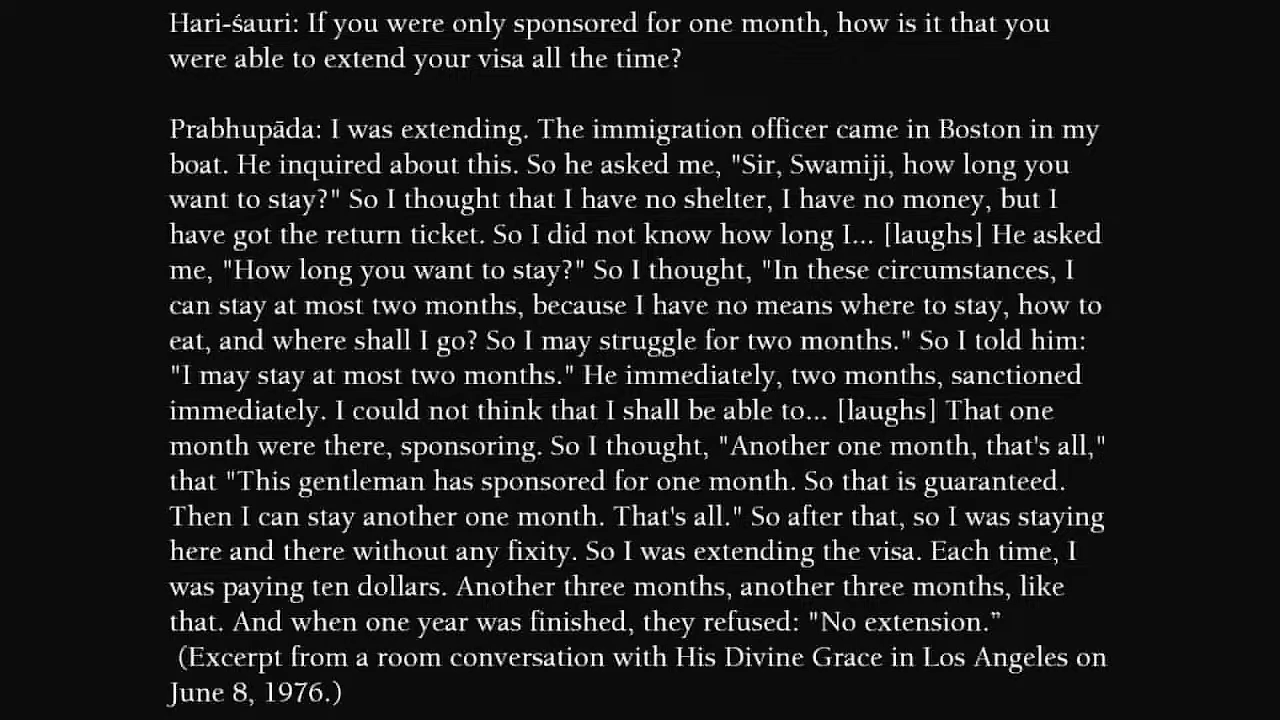 Hari-śauri: If you were only sponsored for one month, how is it that you
were able to extend your visa all the time?
Prabhupāda: I was extending. The immigration officer came in Boston in my
boat. He inquired about this. So he asked me, "Sir, Swamiji, how long you
want to stay?" So I thought that I have no shelter, I have no money, but I
have got the return ticket. So I did not know how long I... [laughs] He asked
me, "How long you want to stay?" So I thought, "In these circumstances, I
can stay at most two months, because I have no means where to stay, how to
eat, and where shall I go? So I may struggle for two months." So I told him:
"I may stay at most two months." He immediately, two months, sanctioned
immediately. I could not think that I shall be able to... [laughs] That one
month were there, sponsoring. So I thought, "Another one month, that's all,"
that "This gentleman has sponsored for one month. So that is guaranteed.
Then I can stay another one month. That's all." So after that, so I was staying
here and there without any fixity. So I was extending the visa. Each time, I
was paying ten dollars. Another three months, another three months, like
that. And when one year was finished, they refused: "No extension.”
(Excerpt from a room conversation with His Divine Grace in Los Angeles on
June 8, 1976.)